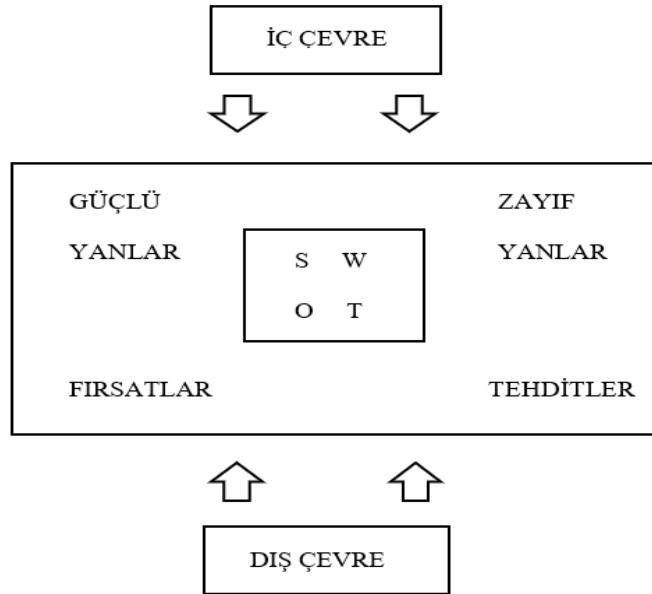 İÇ ÇEVRE
GÜÇLÜ ZAYIF
YANLAR YANLAR
S W
O T
FIRSATLAR TEHDİTLER
DIŞ ÇEVRE